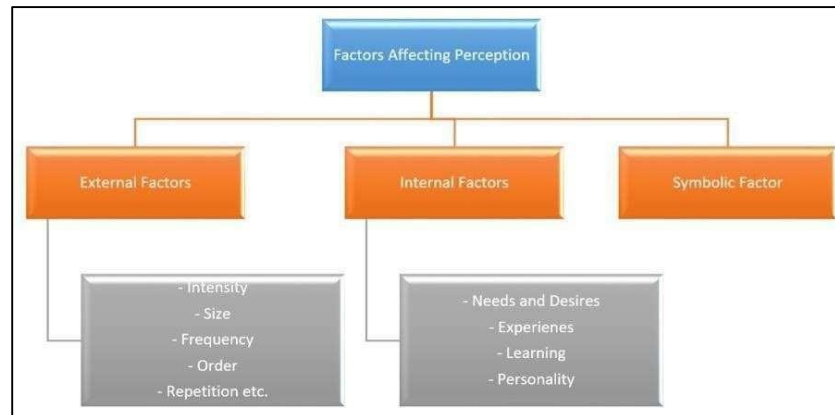 Factors Affecting Perception
External Factors
Internal Factors
Symbolic Factor
- Intensity
- Size
- Frequency
- Order
- Repetition etc.
- Needs and Desires
- Experienes
- Learning
- Personality